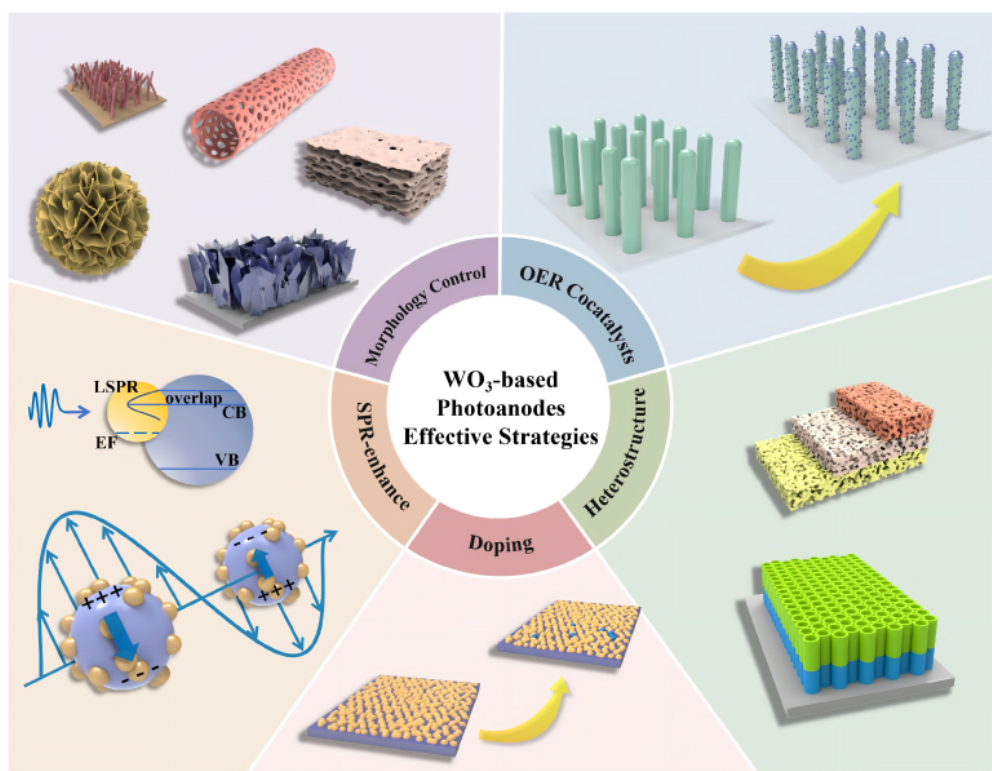 Morphology Control
OER Cocatalysts
WO₃-based
Photoanodes
Effective Strategies
SPR-enhance
Heterostructure
Doping
LSPR
overlap
CB
EF
VB
- - -
+++
+++
- - -